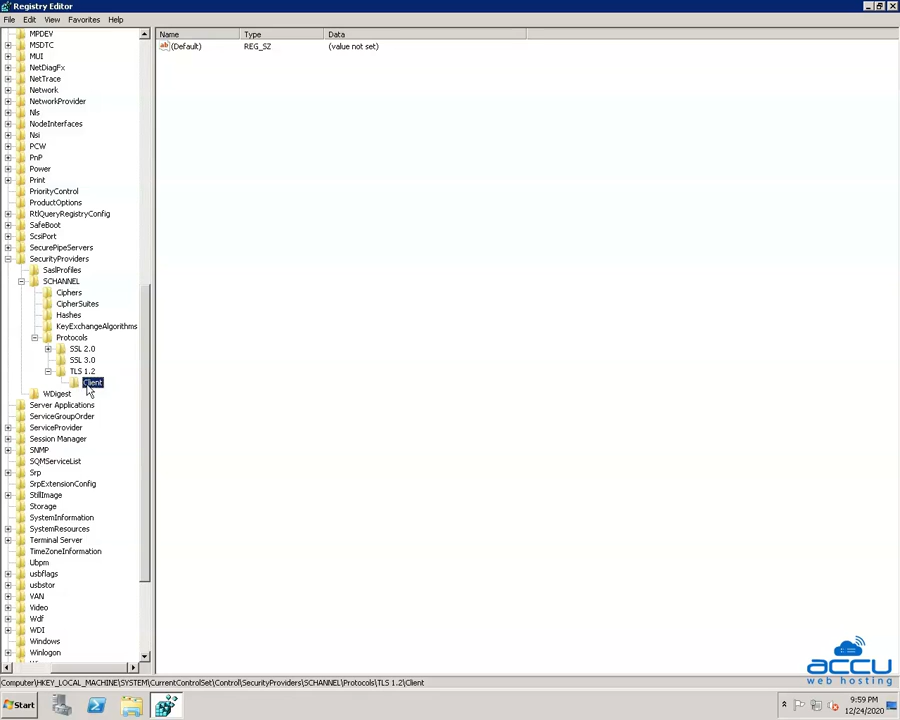 Registry Editor
File Edit View Favorites Help
MPDEV
MSDTC
MUI
NetDiagFx
NetTrace
Network
NetworkProvider
Nls
NodeInterfaces
Nsi
PCW
PnP
Power
Print
PriorityControl
ProductOptions
RtlQueryRegistryConfig
SafeBoot
ScsiPort
SecurePipeServers
SecurityProviders
SaslProfiles
SCHANNEL
Ciphers
CipherSuites
Hashes
KeyExchangeAlgorithms
Protocols
SSL 2.0
SSL 3.0
TLS 1.2
Client
WDigest
Server Applications
ServiceGroupOrder
ServiceProvider
Session Manager
SNMP
SQMServiceList
Srp
SrpExtensionConfig
StillImage
Storage
SystemInformation
SystemResources
Terminal Server
TimeZoneInformation
Ubpm
usbflags
usbstor
VAN
Video
Wdf
WDI
Windows
Winlogon
Name Type Data
ab (Default) REG_SZ (value not set)
accu
web hosting
Computer\HKEY_LOCAL_MACHINE\SYSTEM\CurrentControlSet\Control\SecurityProviders\SCHANNEL\Protocols\TLS 1.2\Client
Start
9:59 PM
12/24/2020